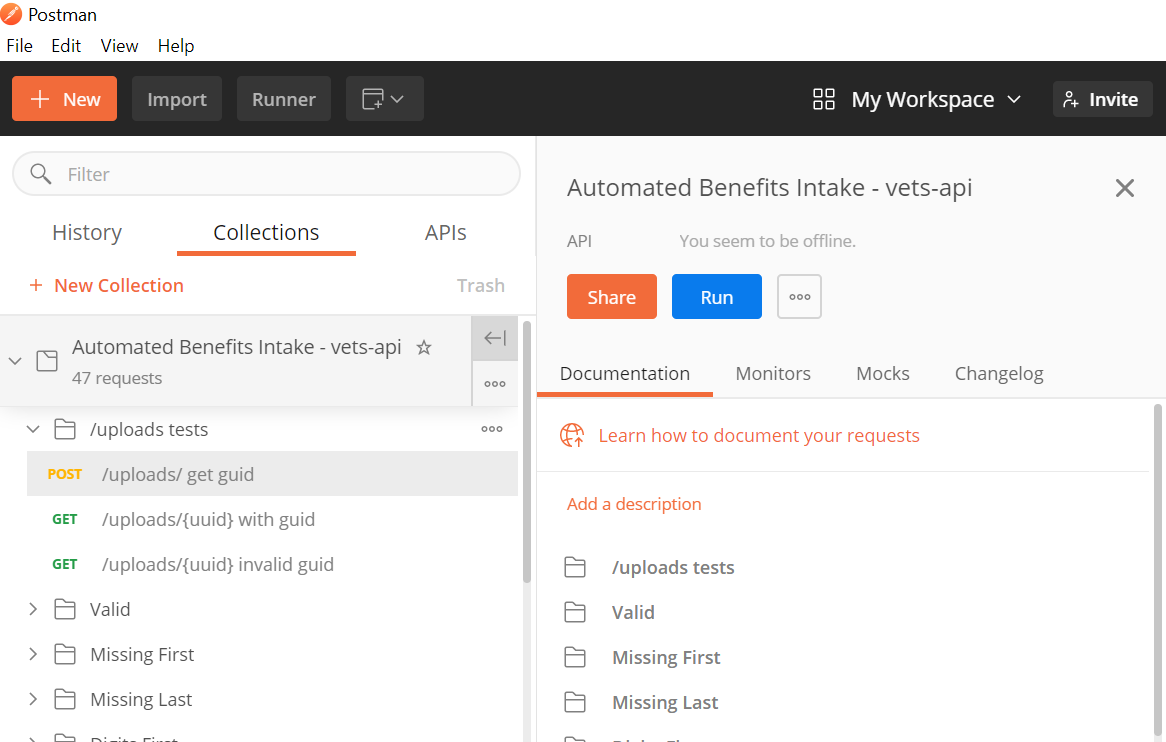 Postman
File Edit View Help
New Import Runner My Workspace Invite
Filter
History Collections APIs
+ New Collection Trash
Automated Benefits Intake - vets-api
47 requests
/uploads tests
POST /uploads/ get guid
GET /uploads/{uuid} with guid
GET /uploads/{uuid} invalid guid
Valid
Missing First
Missing Last
Automated Benefits Intake - vets-api
API You seem to be offline.
Share Run
Documentation Monitors Mocks Changelog
Learn how to document your requests
Add a description
/uploads tests
Valid
Missing First
Missing Last